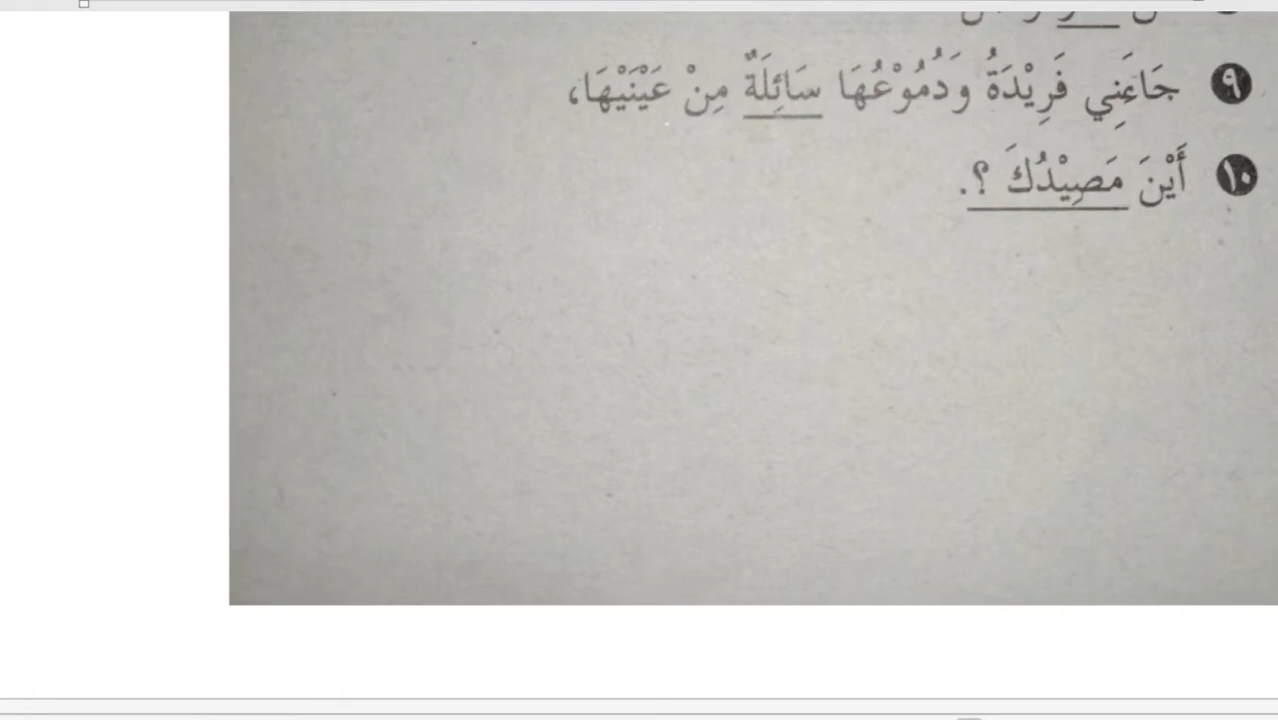 ٩ جَاءَنِي فَرِيْدَةُ وَدُمُوْعُهَا سَائِلَةٌ مِنْ عَيْنَيْهَا،
١٠ أَيْنَ مَصِيْدُكَ ؟.